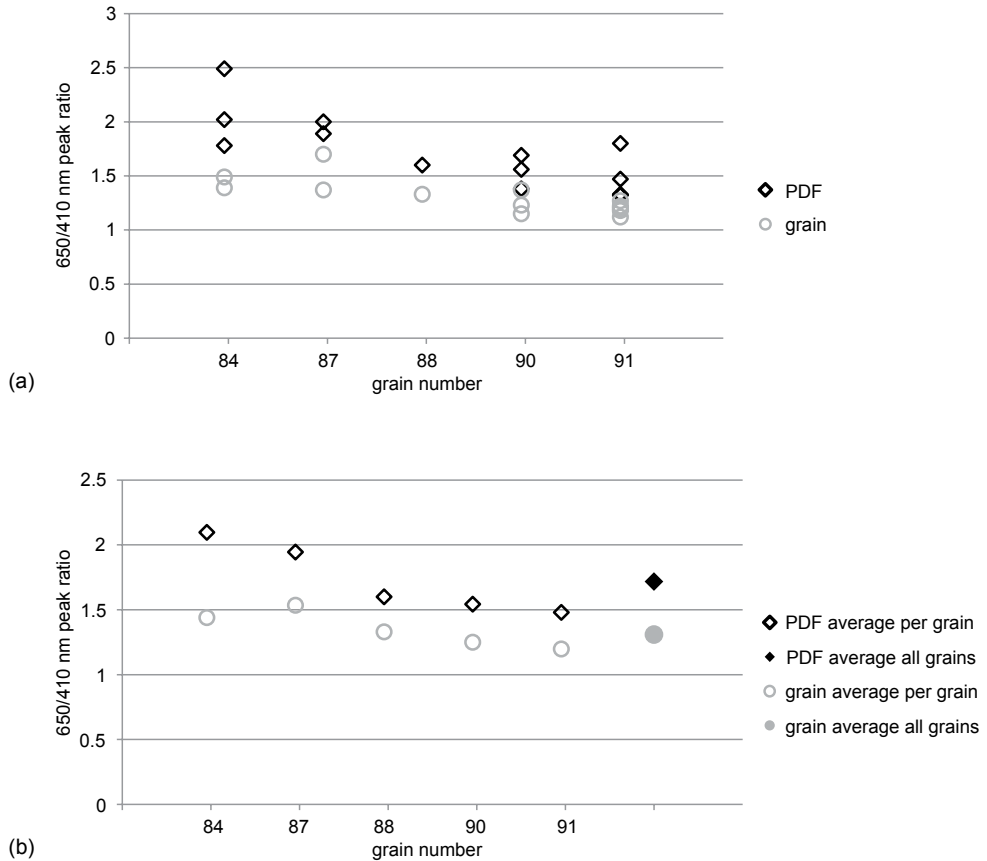 3
2.5
2
1.5
1
0.5
0
650/410 nm peak ratio
84 87 88 90 91
grain number
PDF
grain
(a)
2.5
2
1.5
1
0.5
0
650/410 nm peak ratio
84 87 88 90 91
grain number
PDF average per grain
PDF average all grains
grain average per grain
grain average all grains
(b)